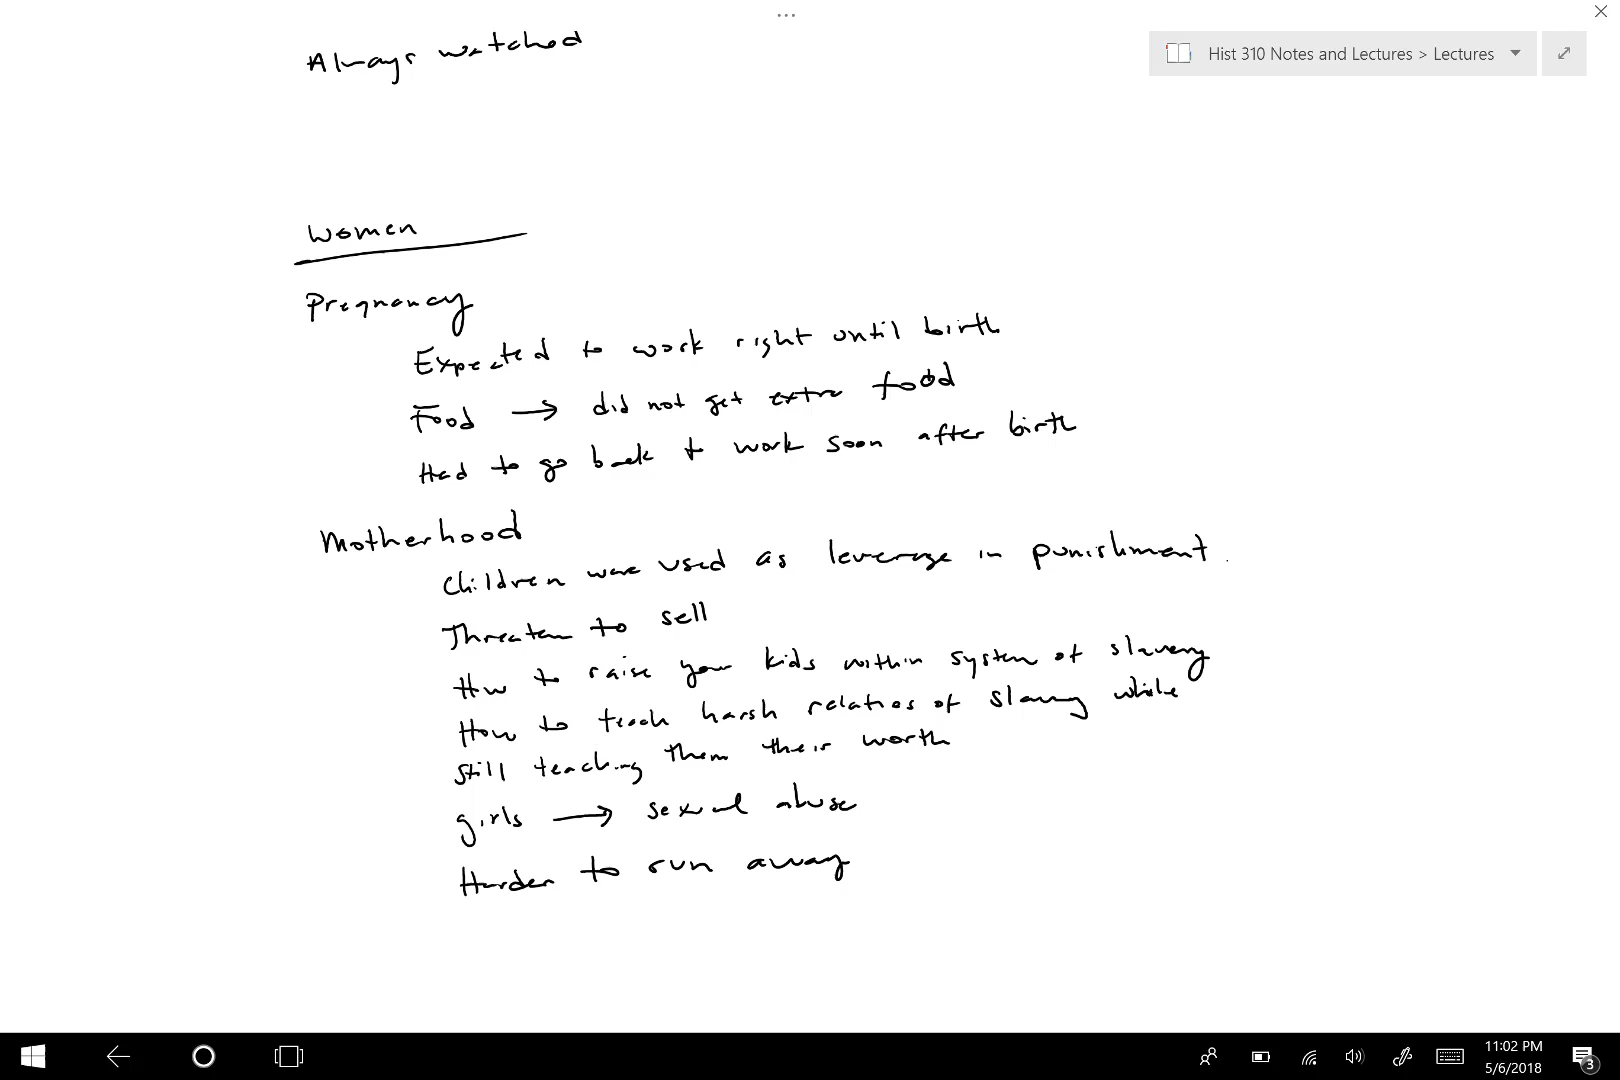 Always watched
Hist 310 Notes and Lectures > Lectures
Women
Pregnancy
Expected to work right until birth
Food → did not get extra food
Had to go back to work soon after birth
Motherhood
Children were used as leverage in punishment.
Threaten to sell
How to raise your kids within system of slavery
How to teach harsh relatios of slavery while
still teaching them their worth
girls → sexual abuse
Harder to run away
11:02 PM
5/6/2018
3